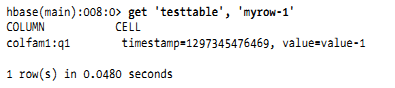 hbase(main):008:0> get 'testtable', 'myrow-1'
COLUMN CELL
colfam1:q1 timestamp=1297345476469, value=value-1
1 row(s) in 0.0480 seconds